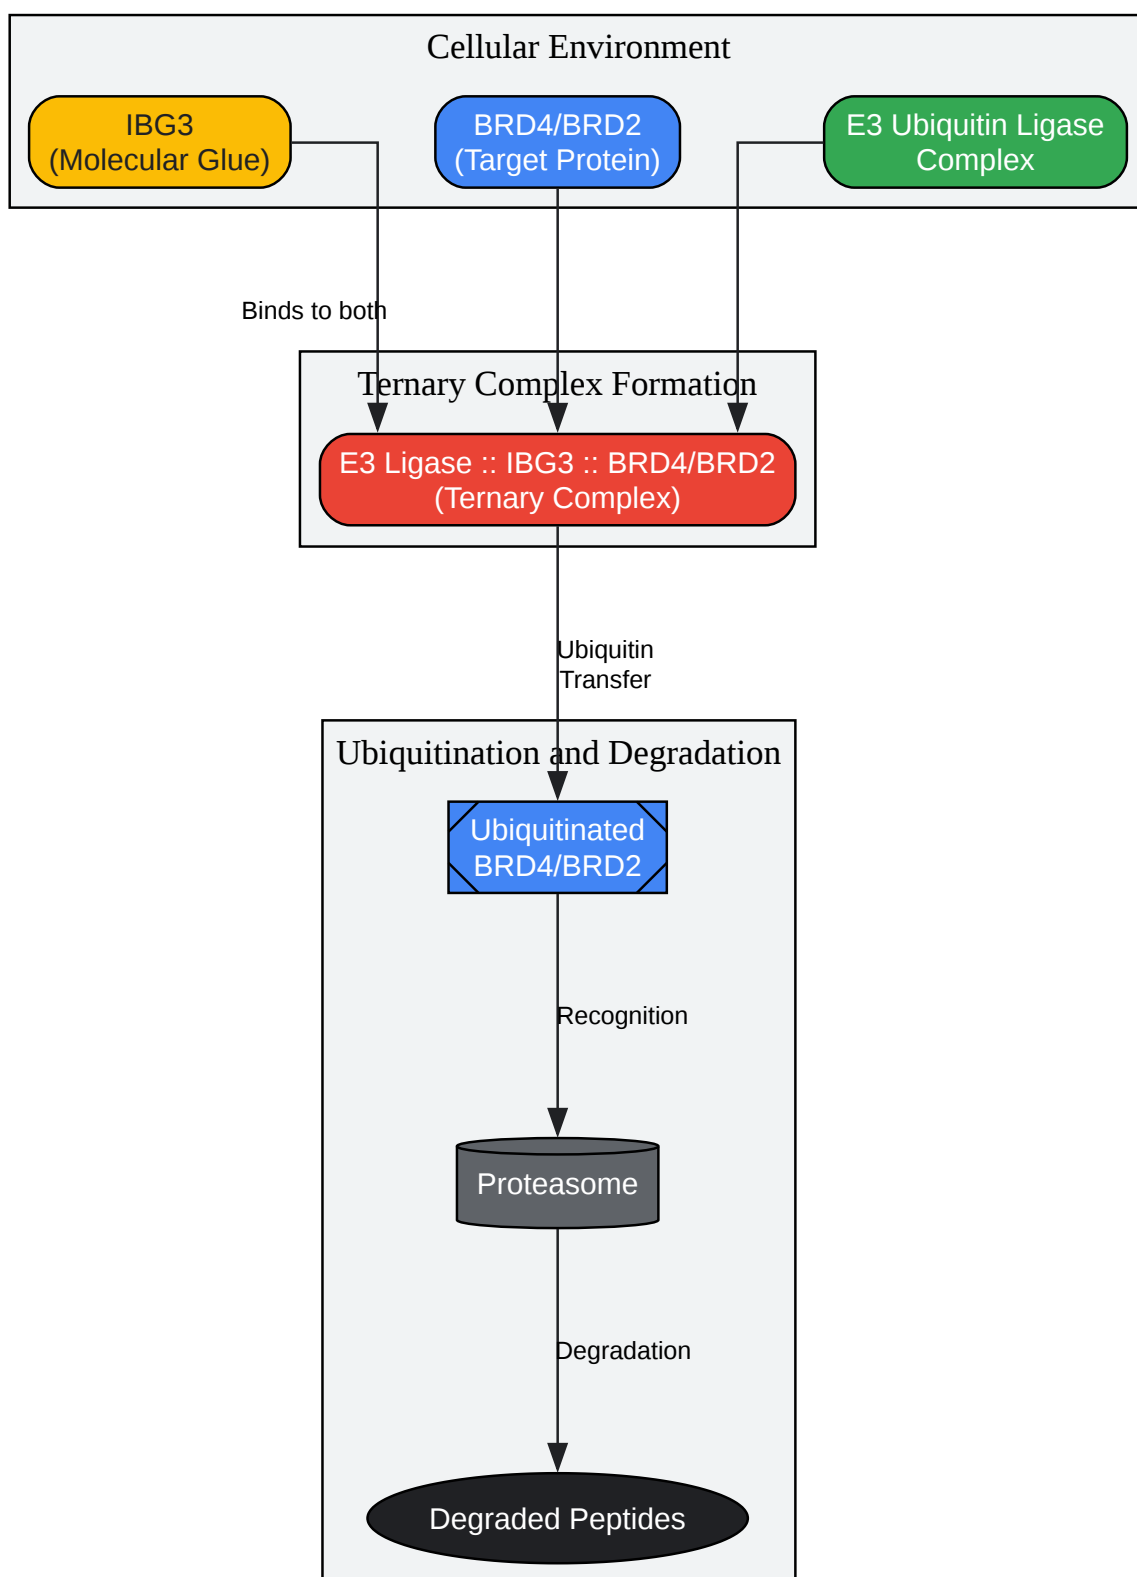 Cellular Environment
IBG3
(Molecular Glue)
BRD4/BRD2
(Target Protein)
E3 Ubiquitin Ligase
Complex
Binds to both
Ternary Complex Formation
E3 Ligase :: IBG3 :: BRD4/BRD2
(Ternary Complex)
Ubiquitin
Transfer
Ubiquitination and Degradation
Ubiquitinated
BRD4/BRD2
Recognition
Proteasome
Degradation
Degraded Peptides